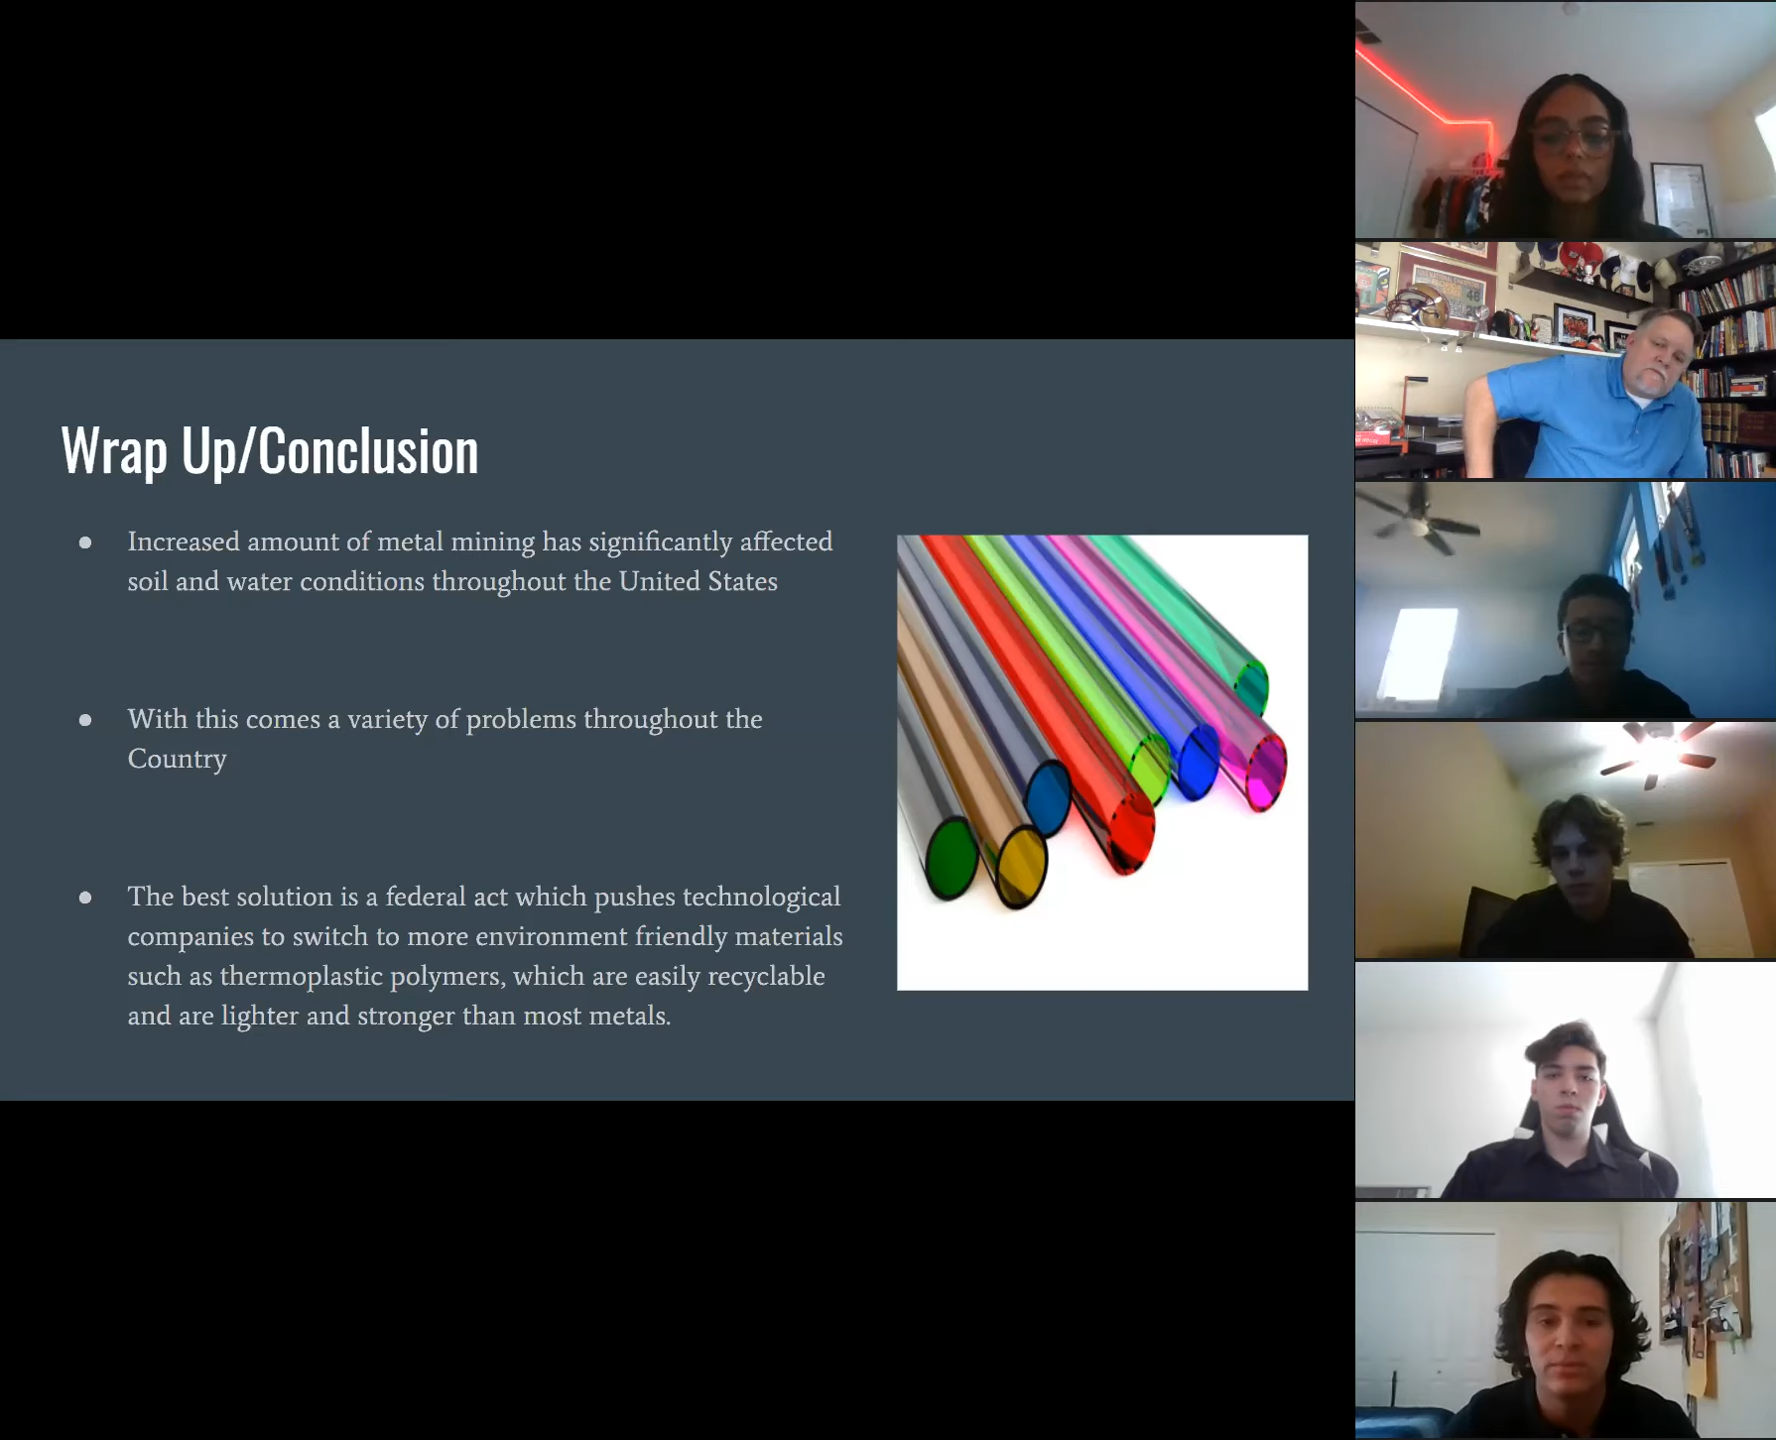 Wrap Up/Conclusion
● Increased amount of metal mining has significantly affected
soil and water conditions throughout the United States
● With this comes a variety of problems throughout the
Country
● The best solution is a federal act which pushes technological
companies to switch to more environment friendly materials
such as thermoplastic polymers, which are easily recyclable
and are lighter and stronger than most metals.